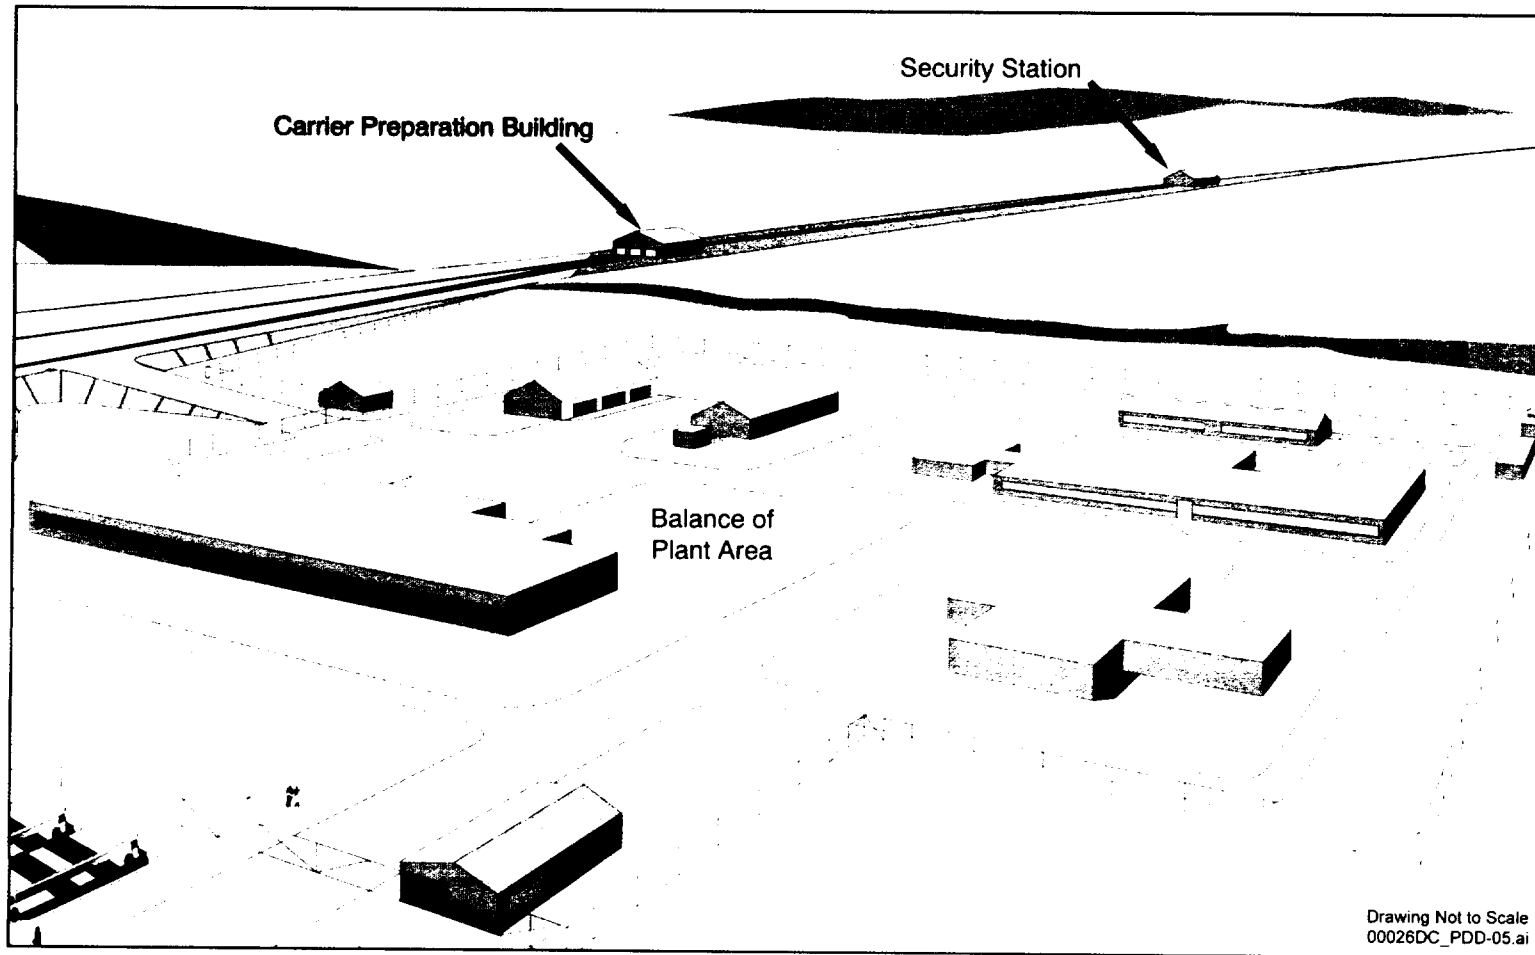 Security Station
Carrier Preparation Building
Balance of
Plant Area
Drawing Not to Scale
00026DC_PDD-05.ai